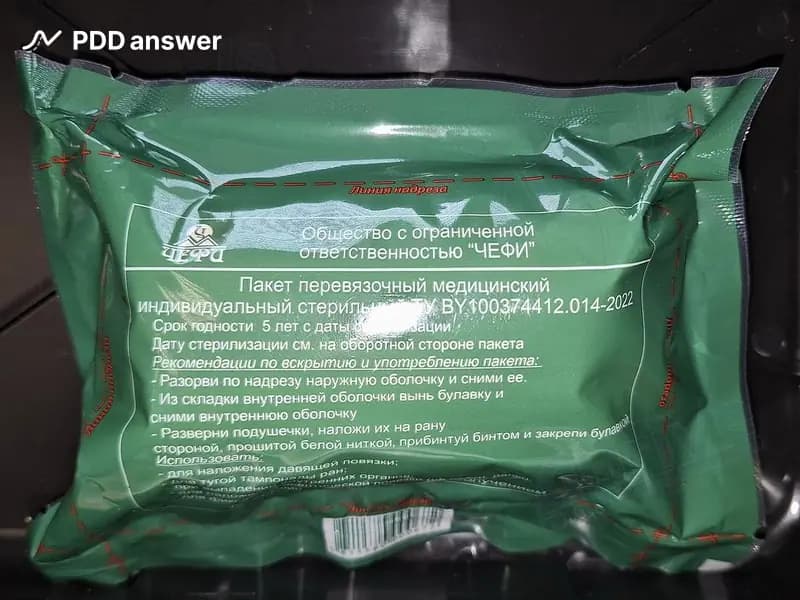 PDD answer
Линия надреза
ЧЕФИ
Общество с ограниченной
ответственностью "ЧЕФИ"
Пакет перевязочный медицинский
индивидуальный ТУ BY100374412.014-2022
Срок годности 5 лет с даты
Дату стерилизации см. на оборотной стороне пакета
Рекомендации по вскрытию и употреблению пакета:
- Разорви по надрезу наружную оболочку и сними ее.
- Из складки внутренней оболочки вынь булавку и
сними внутреннюю оболочку
- Разверни подушечки, наложи их на рану
стороной, прошитой белой ниткой, прибинтуй бинтом и закрепи булавкой
Использовать:
- для наложения давящей повязки;